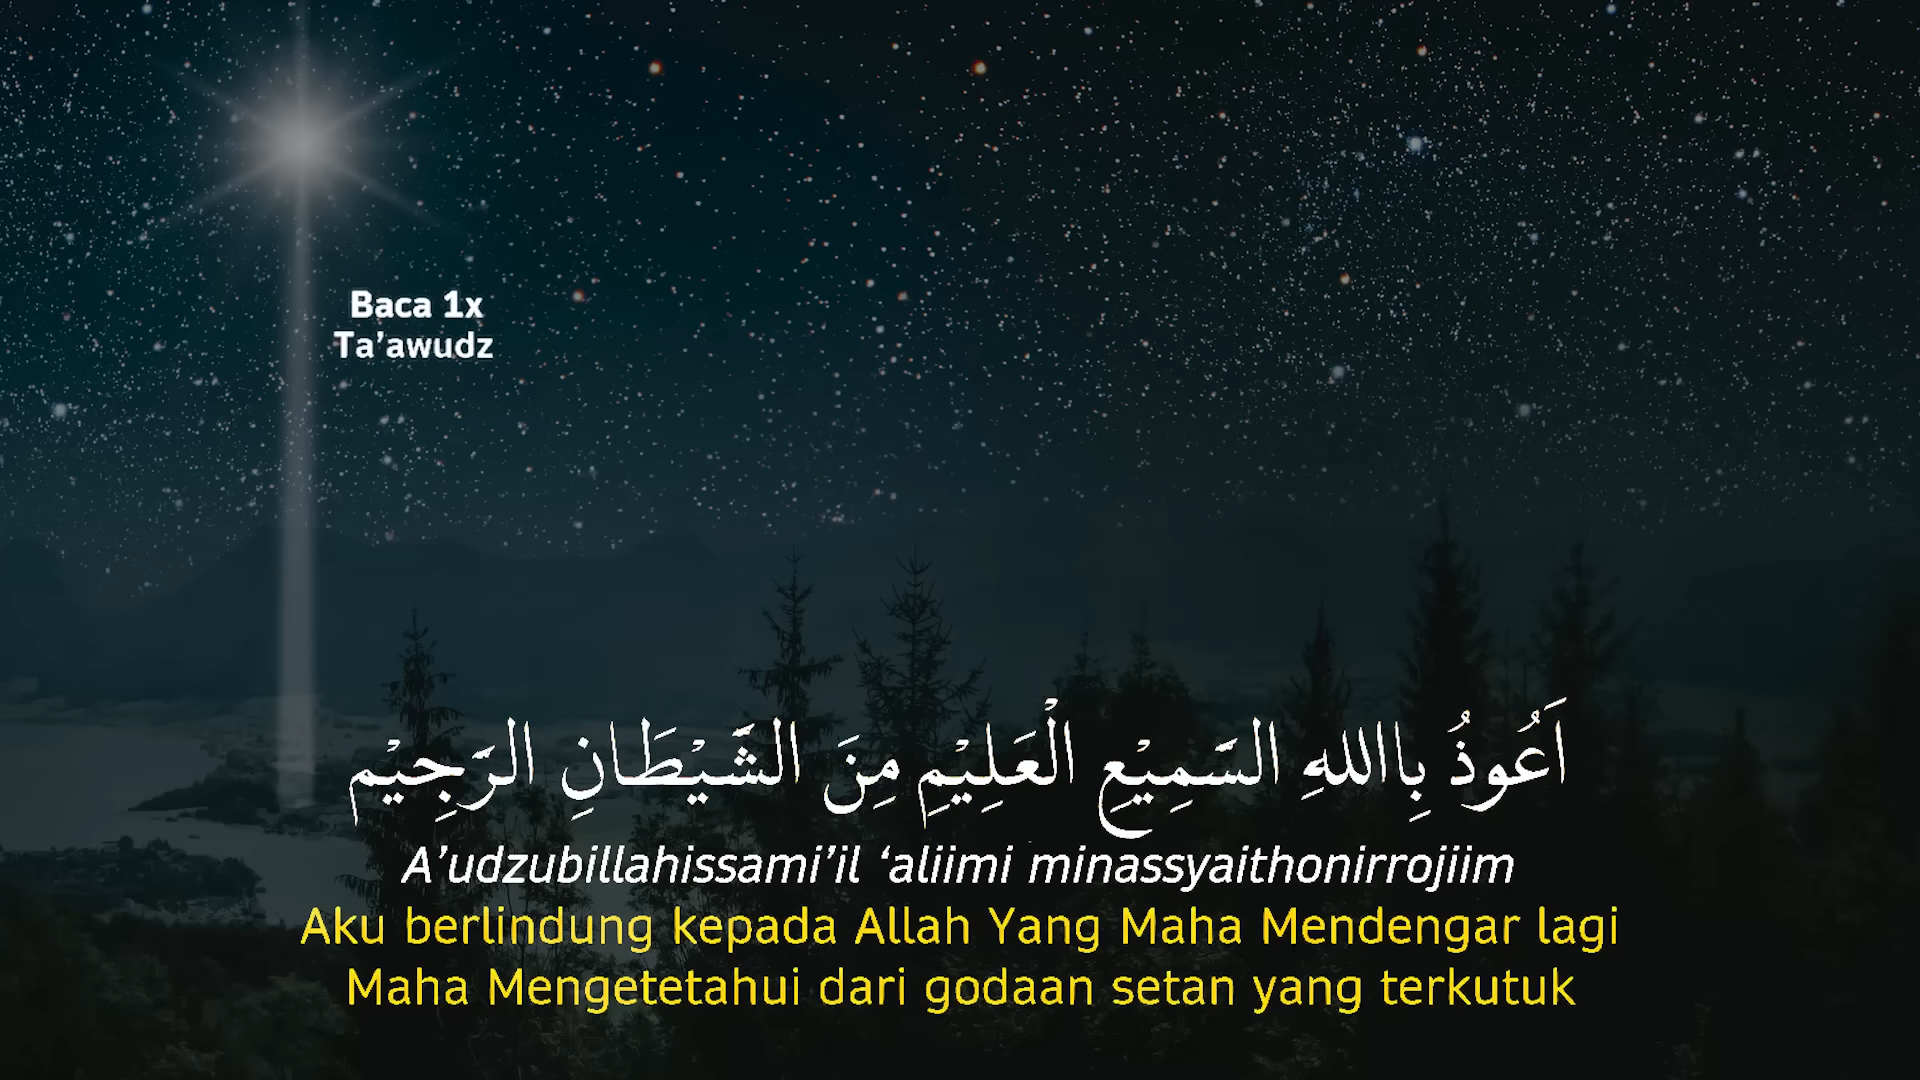 Baca 1x
Ta’awudz
اَعُوذُ بِاللهِ السَّمِيْعِ الْعَلِيْمِ مِنَ الشَّيْطَانِ الرَّجِيْمِ
A’udzubillahissami’il ‘aliimi minassyaithonirrojiim
Aku berlindung kepada Allah Yang Maha Mendengar lagi
Maha Mengetetahui dari godaan setan yang terkutuk